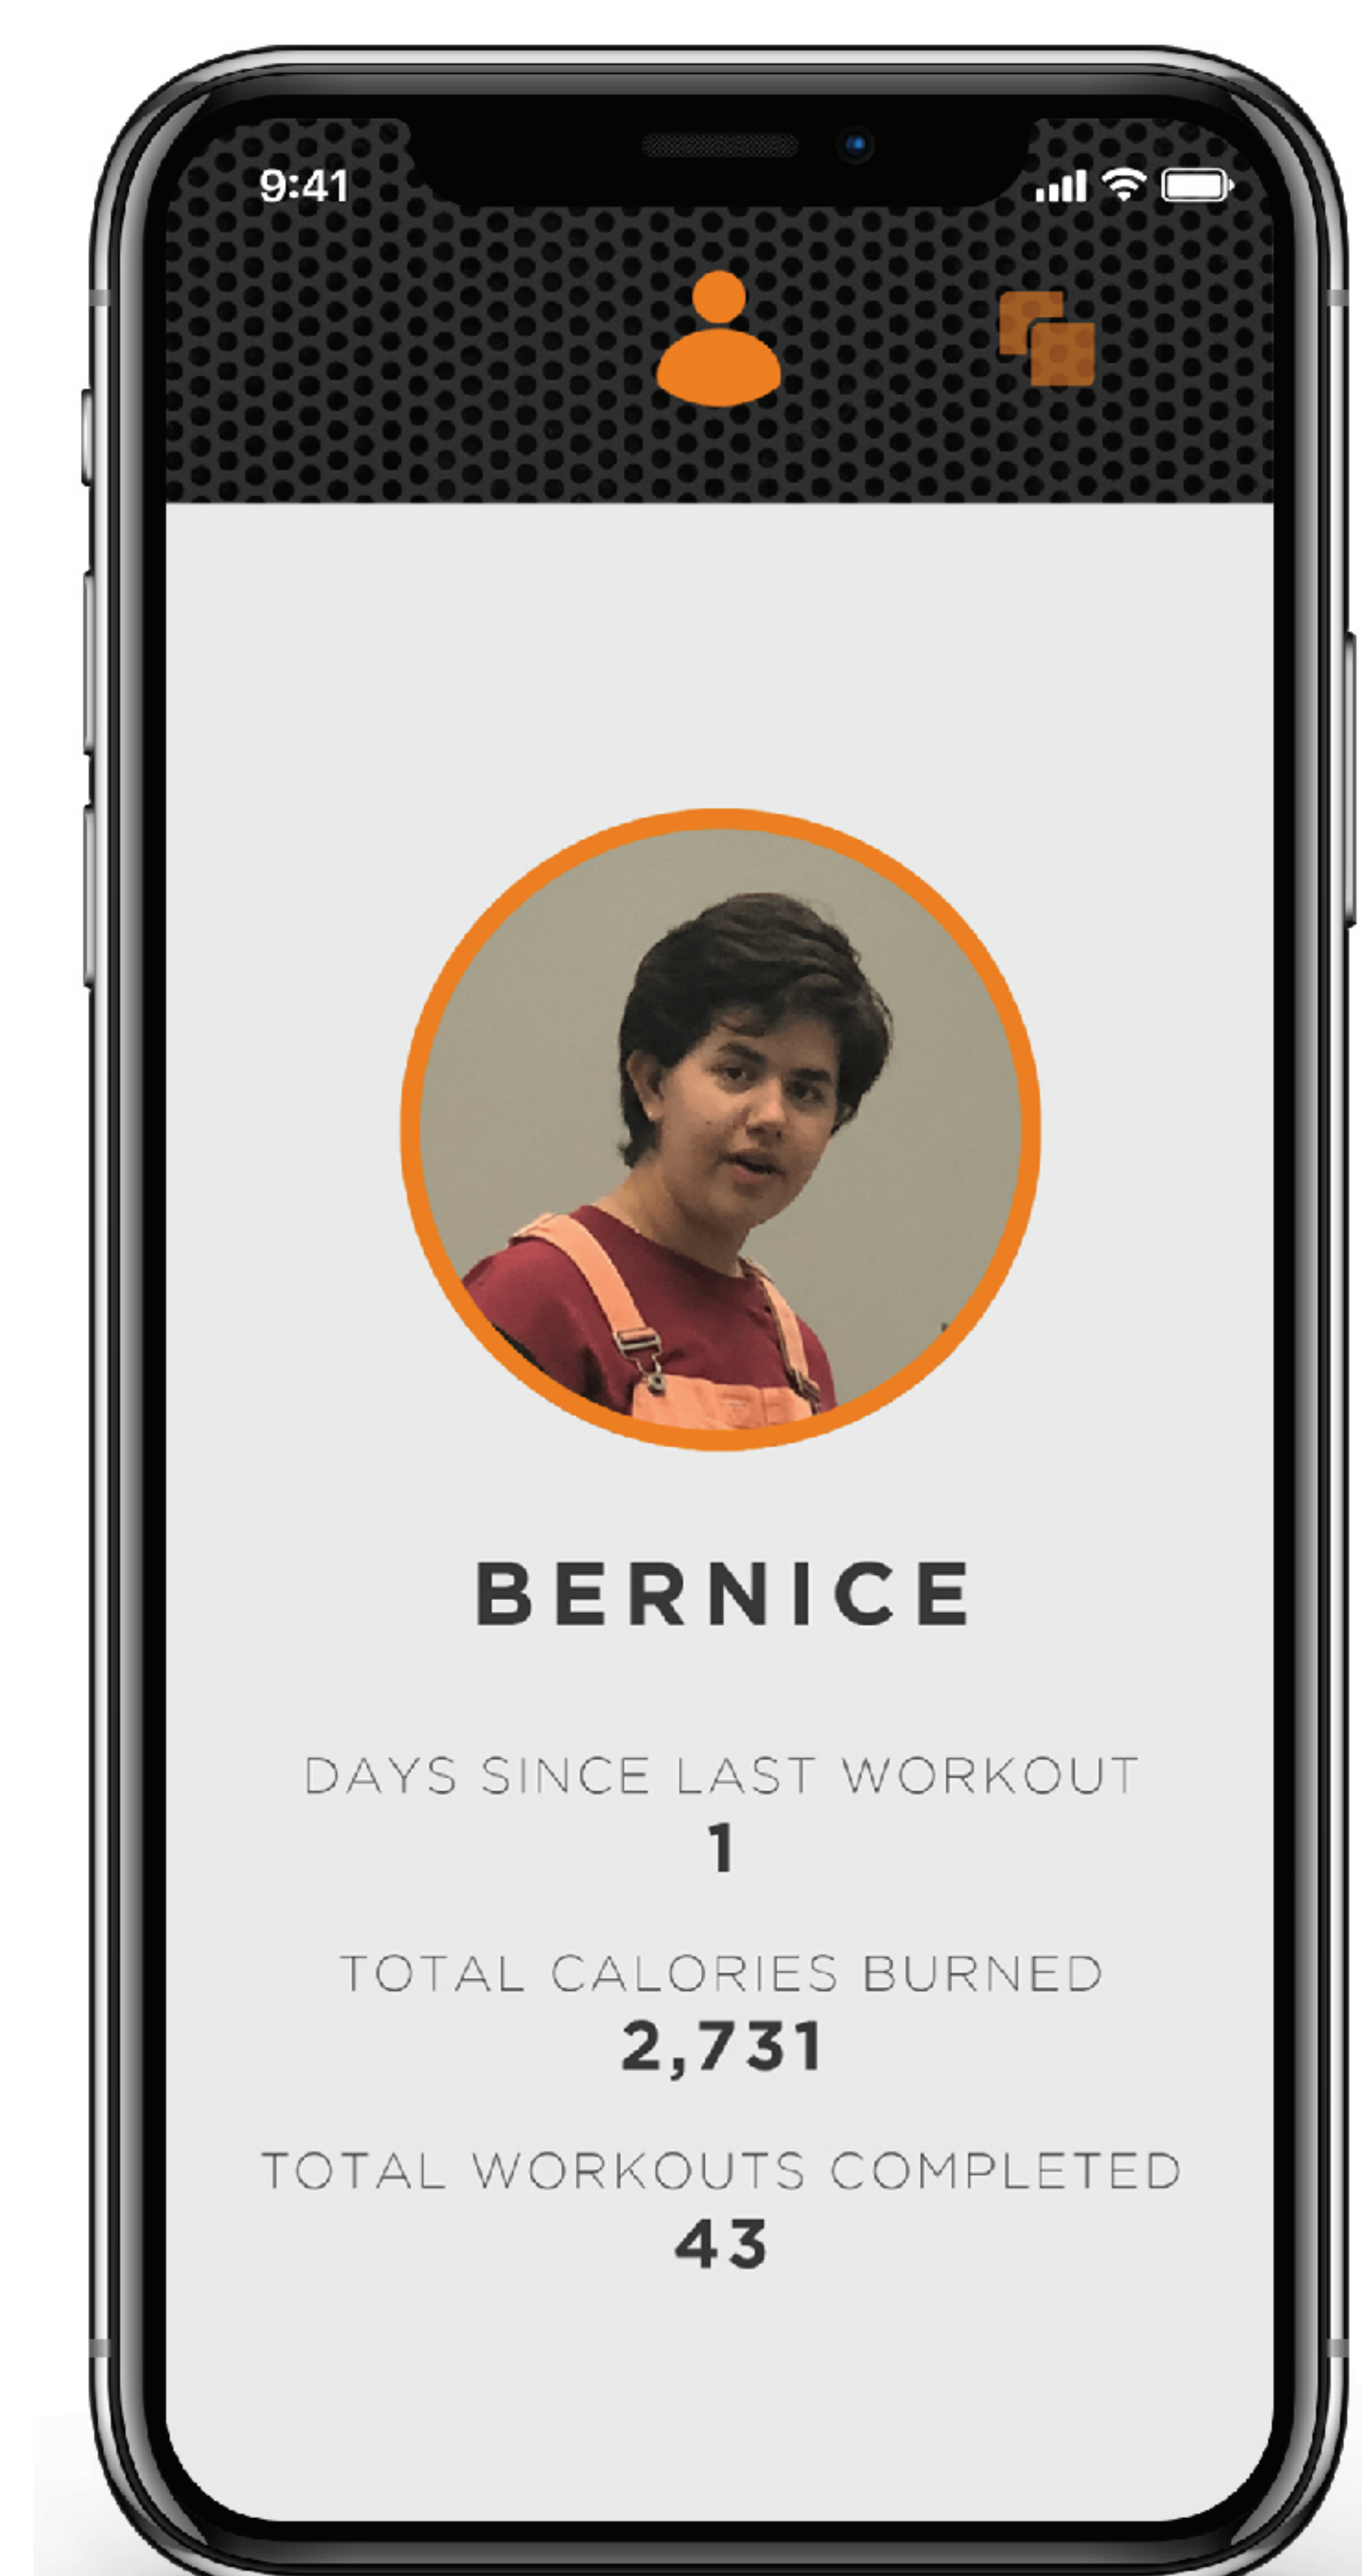 9:41
BERNICE
DAYS SINCE LAST WORKOUT
1
TOTAL CALORIES BURNED
2,731
TOTAL WORKOUTS COMPLETED
43